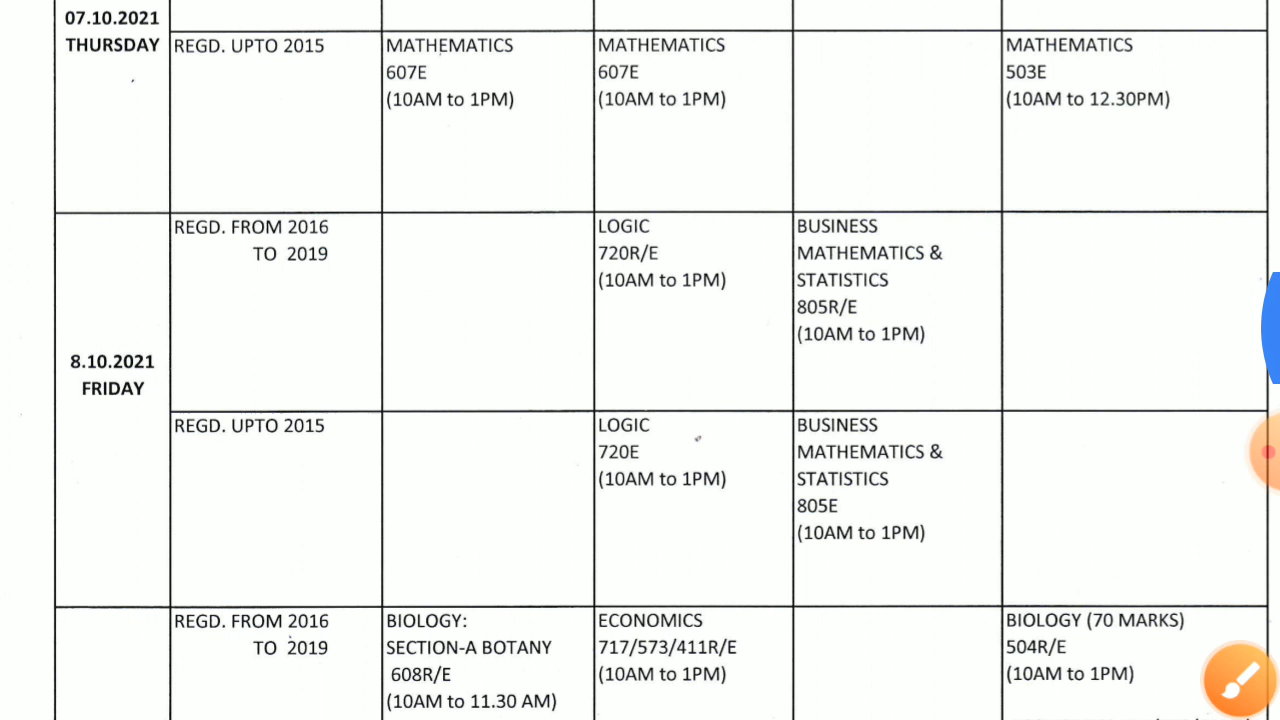 07.10.2021
THURSDAY
REGD. UPTO 2015
MATHEMATICS
607E
(10AM to 1PM)
MATHEMATICS
607E
(10AM to 1PM)
MATHEMATICS
503E
(10AM to 12.30PM)
8.10.2021
FRIDAY
REGD. FROM 2016
TO 2019
LOGIC
720R/E
(10AM to 1PM)
BUSINESS
MATHEMATICS &
STATISTICS
805R/E
(10AM to 1PM)
REGD. UPTO 2015
LOGIC
720E
(10AM to 1PM)
BUSINESS
MATHEMATICS &
STATISTICS
805E
(10AM to 1PM)
REGD. FROM 2016
TO 2019
BIOLOGY:
SECTION-A BOTANY
608R/E
(10AM to 11.30 AM)
ECONOMICS
717/573/411R/E
(10AM to 1PM)
BIOLOGY (70 MARKS)
504R/E
(10AM to 1PM)